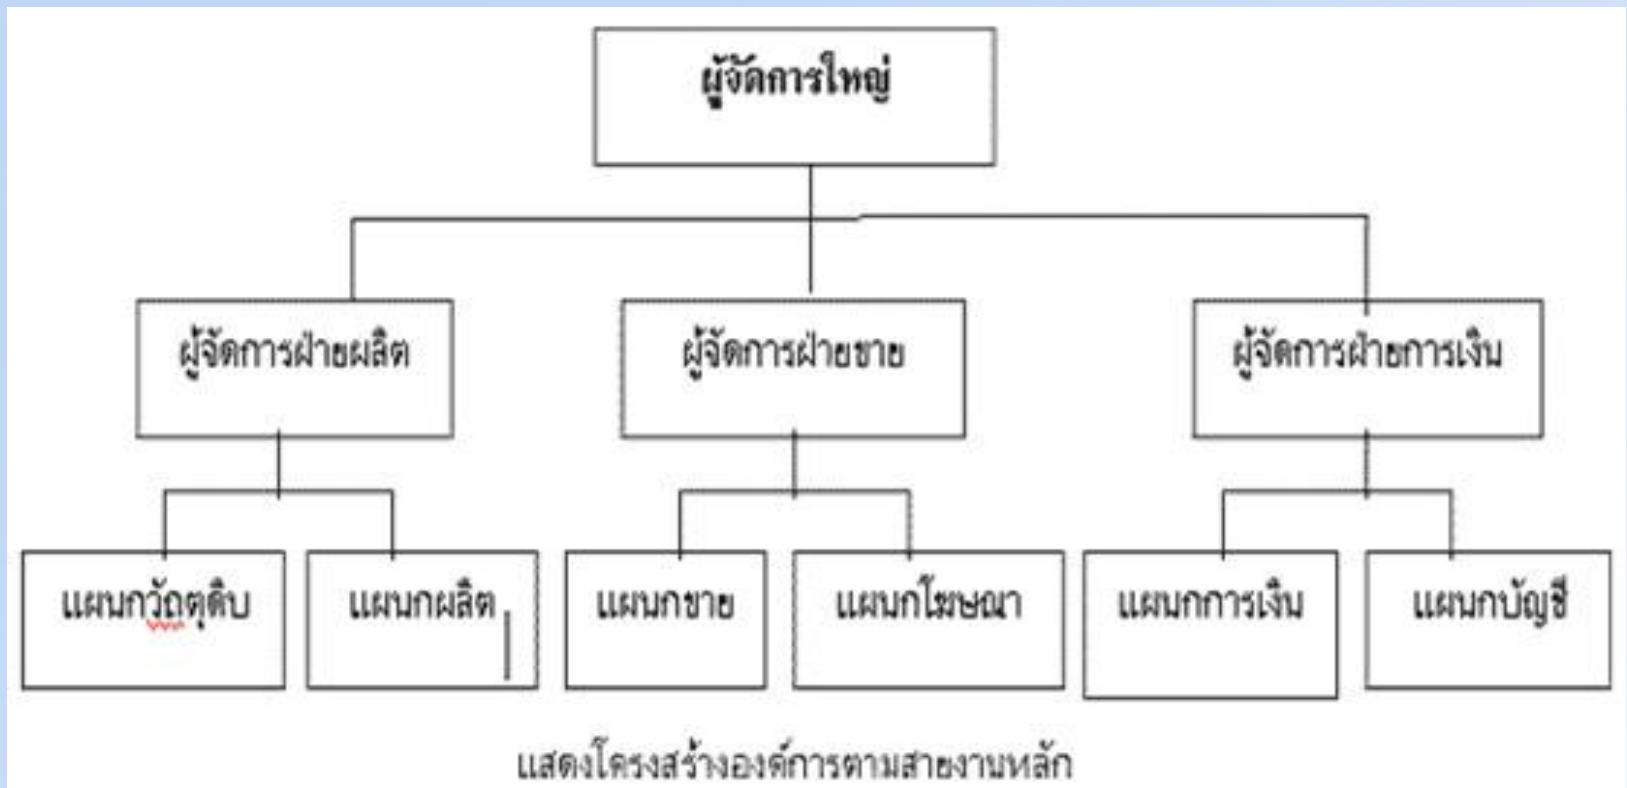 ผู้จัดการใหญ่
ผู้จัดการฝ่ายผลิต
ผู้จัดการฝ่ายขาย
ผู้จัดการฝ่ายการเงิน
แผนกวัถตุดิบ
แผนกผลิต
แผนกขาย
แผนกโฆษณา
แผนกการเงิน
แผนกบัญชี
แสดงโครงสร้างองค์การตามสายงานหลัก